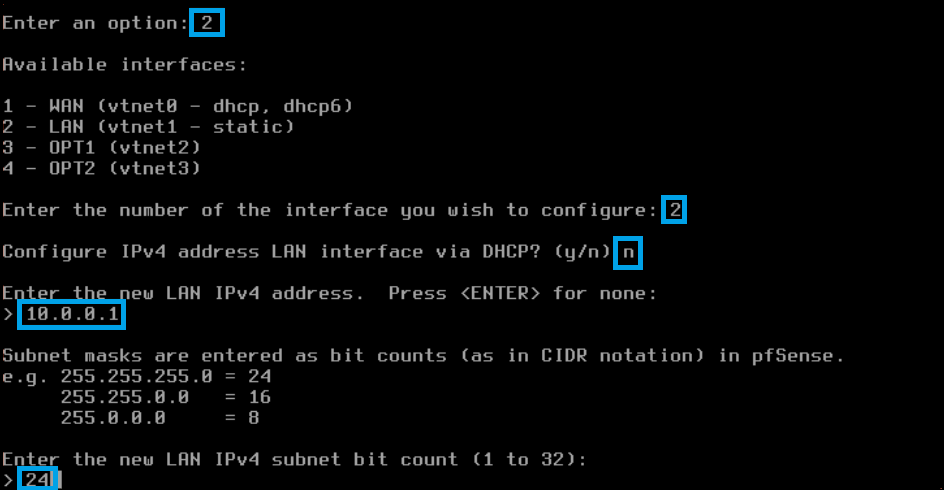 Enter an option: 2
Available interfaces:
1 - WAN (vtnet0 - dhcp, dhcp6)
2 - LAN (vtnet1 - static)
3 - OPT1 (vtnet2)
4 - OPT2 (vtnet3)
Enter the number of the interface you wish to configure: 2
Configure IPv4 address LAN interface via DHCP? (y/n) n
Enter the new LAN IPv4 address.  Press <ENTER> for none:
> 10.0.0.1
Subnet masks are entered as bit counts (as in CIDR notation) in pfSense.
e.g. 255.255.255.0 = 24
     255.255.0.0   = 16
     255.0.0.0     = 8
Enter the new LAN IPv4 subnet bit count (1 to 32):
> 24